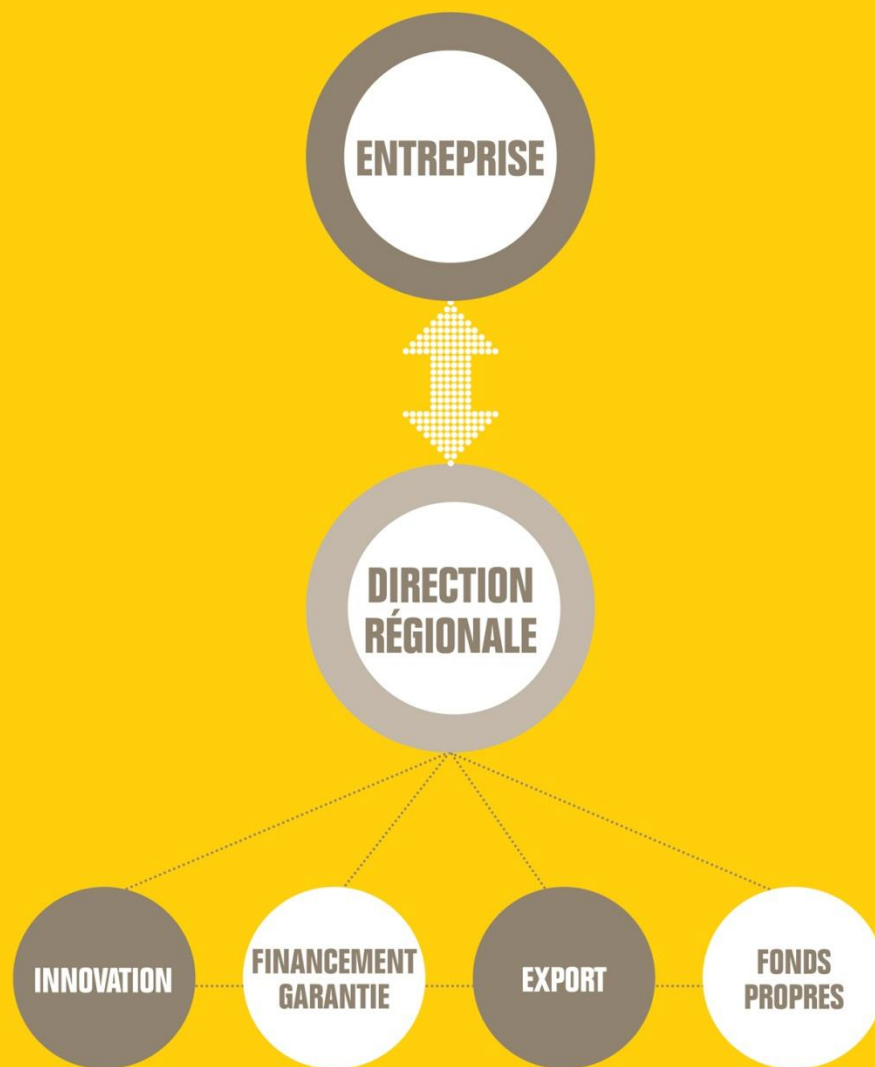 ENTREPRISE
DIRECTION
RÉGIONALE
INNOVATION
FINANCEMENT
GARANTIE
EXPORT
FONDS
PROPRES